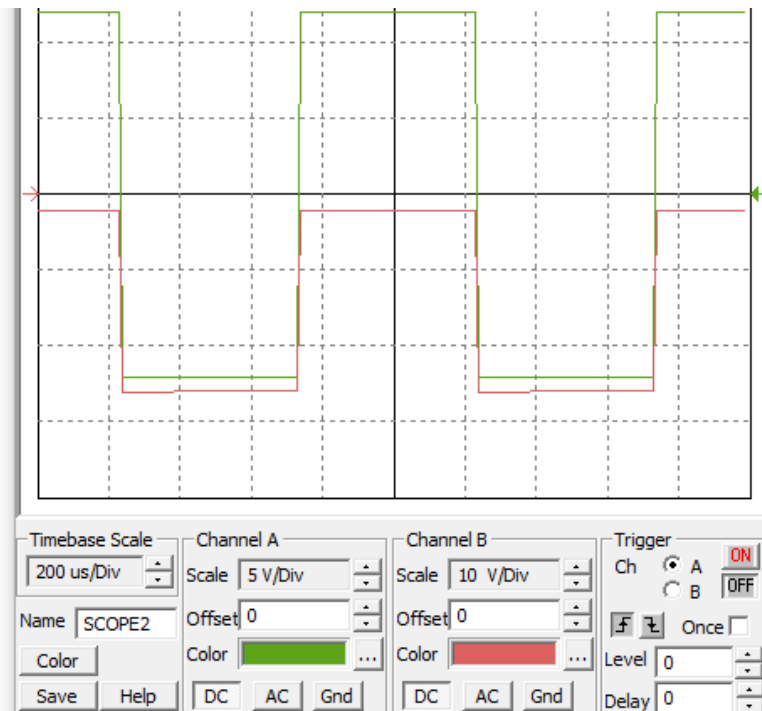 Timebase Scale
200 us/Div
Name SCOPE2
Color
Save Help
Channel A
Scale 5 V/Div
Offset 0
Color ...
DC AC Gnd
Channel B
Scale 10 V/Div
Offset 0
Color ...
DC AC Gnd
Trigger
Ch A ON
B OFF
Once
Level 0
Delay 0